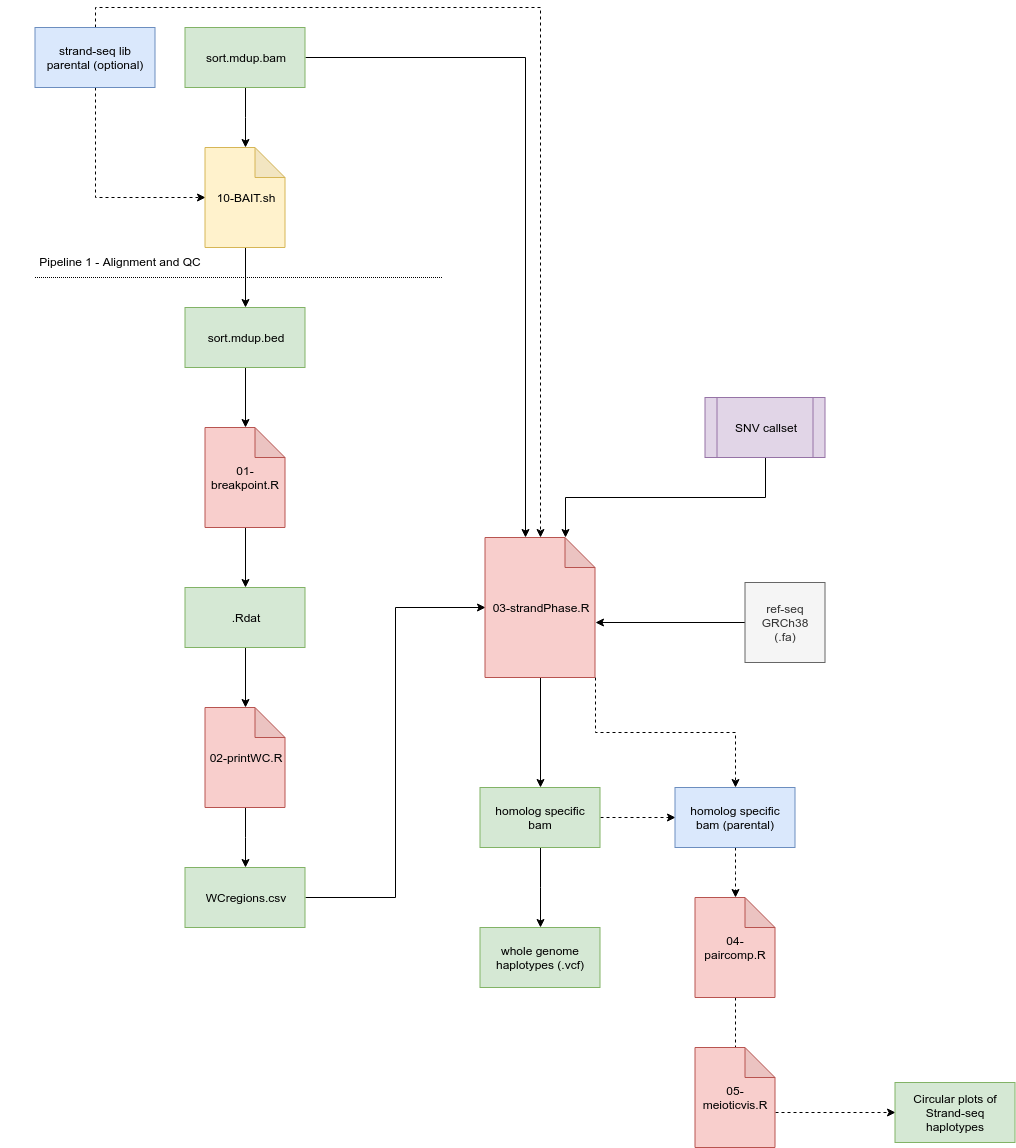 strand-seq lib
parental (optional)
sort.mdup.bam
10-BAIT.sh
Pipeline 1 - Alignment and QC
sort.mdup.bed
SNV callset
01-
breakpoint.R
03-strandPhase.R
ref-seq
GRCh38
(.fa)
.Rdat
02-printWC.R
homolog specific
bam
homolog specific
bam (parental)
WCregions.csv
whole genome
haplotypes (.vcf)
04-
paircomp.R
05-
meioticvis.R
Circular plots of
Strand-seq
haplotypes